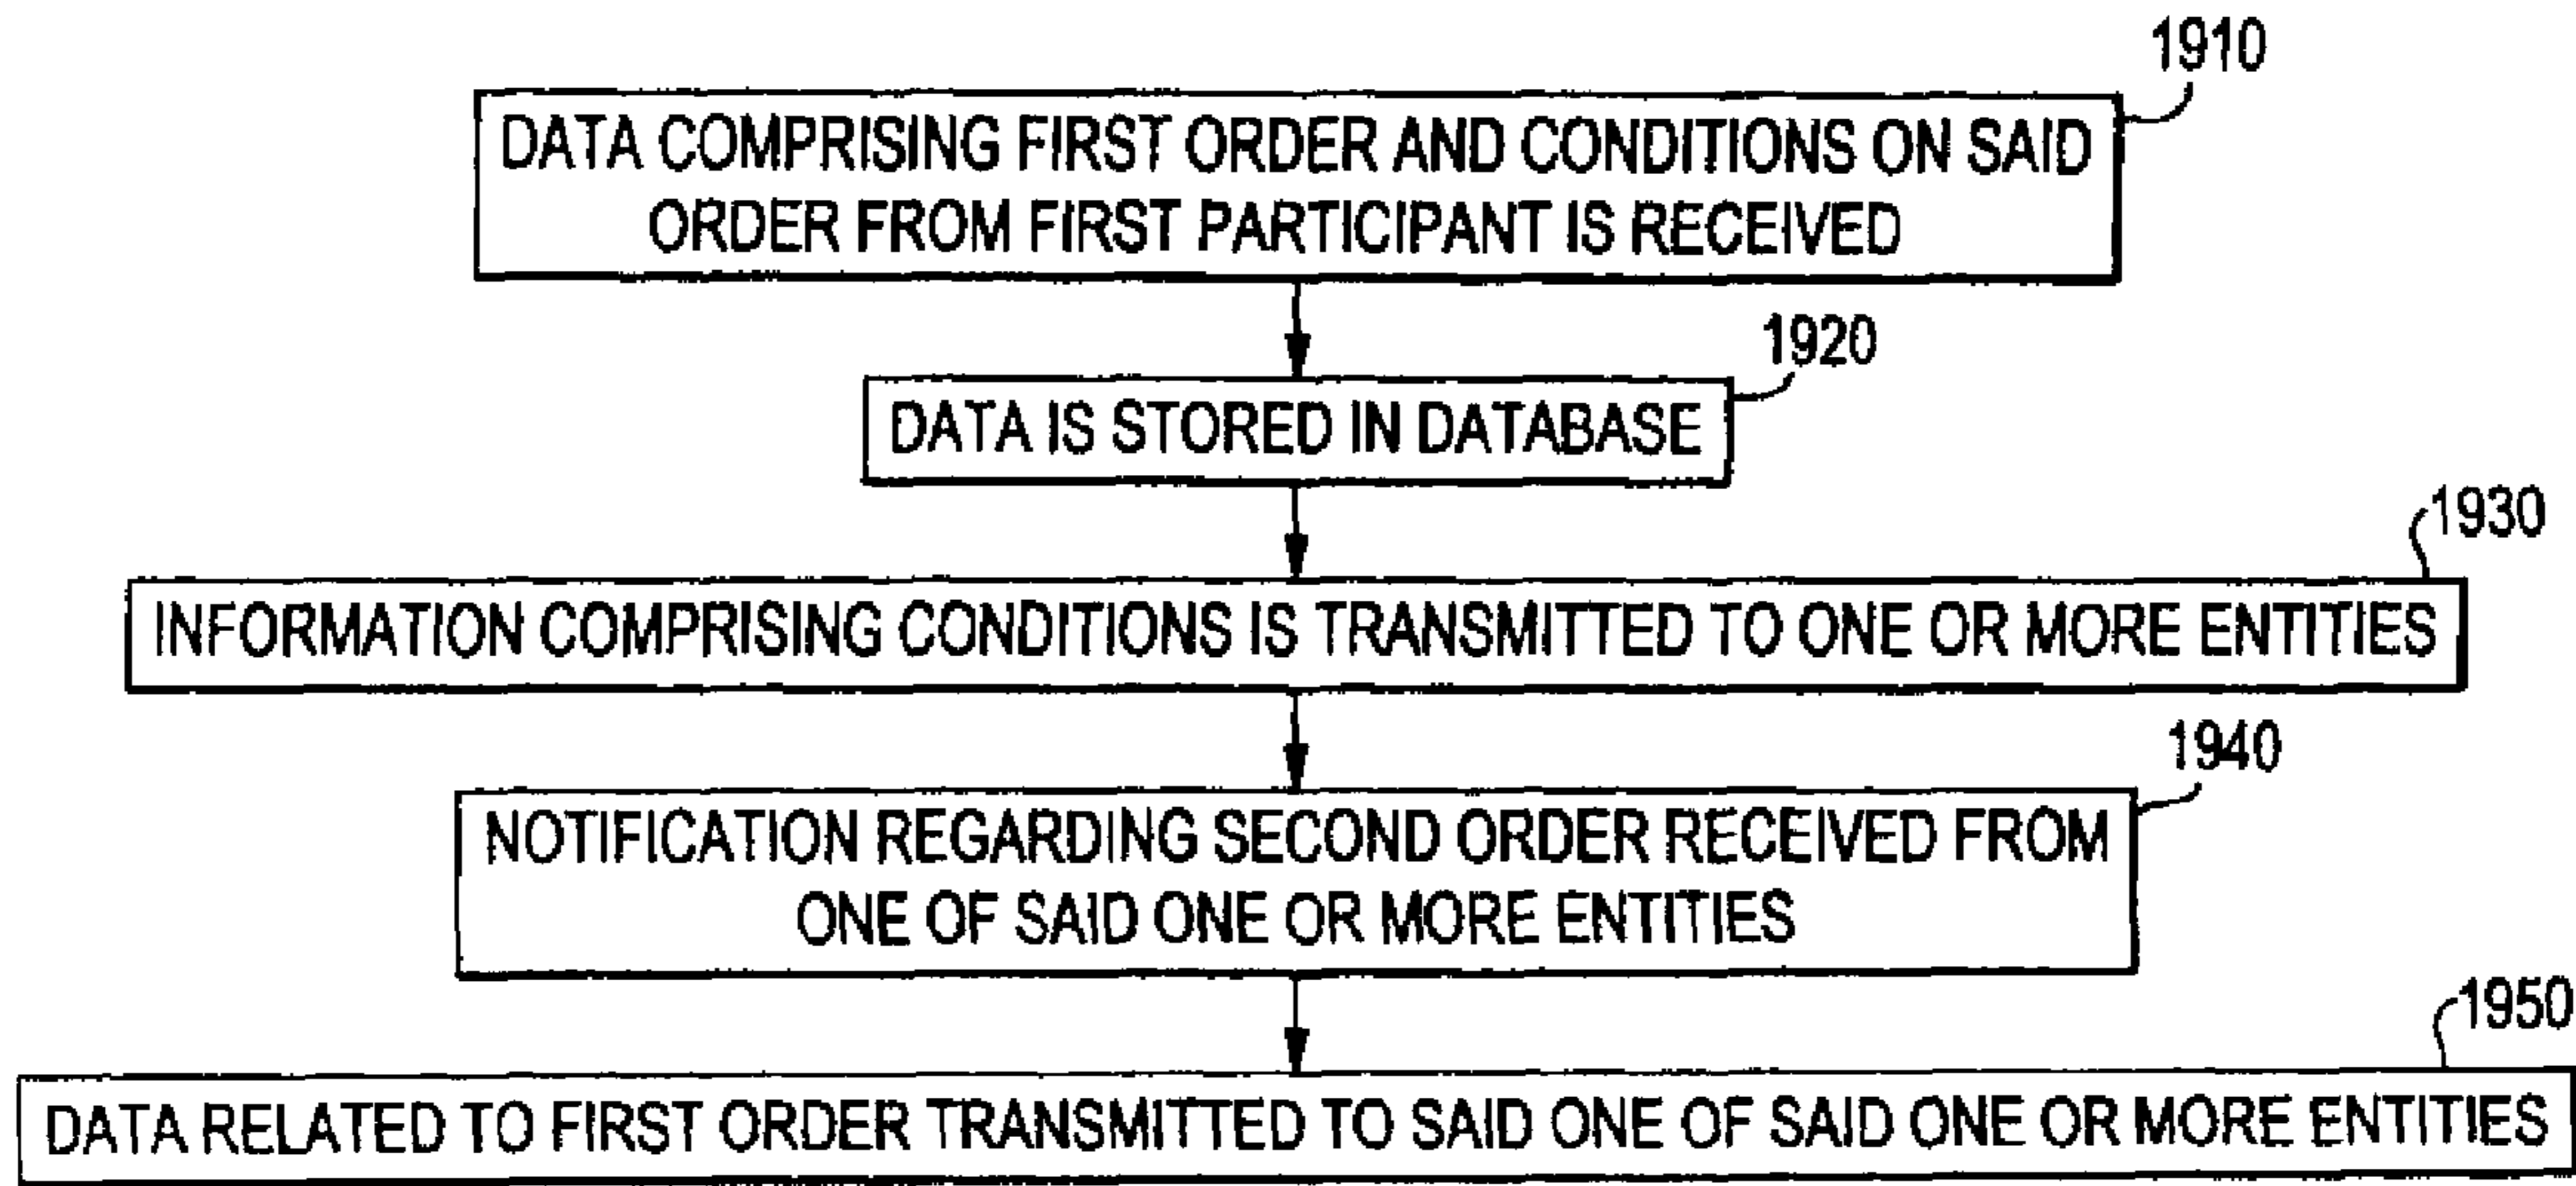 1910
DATA COMPRISING FIRST ORDER AND CONDITIONS ON SAID
ORDER FROM FIRST PARTICIPANT IS RECEIVED
1920
DATA IS STORED IN DATABASE
1930
INFORMATION COMPRISING CONDITIONS IS TRANSMITTED TO ONE OR MORE ENTITIES
1940
NOTIFICATION REGARDING SECOND ORDER RECEIVED FROM
ONE OF SAID ONE OR MORE ENTITIES
1950
DATA RELATED TO FIRST ORDER TRANSMITTED TO SAID ONE OF SAID ONE OR MORE ENTITIES